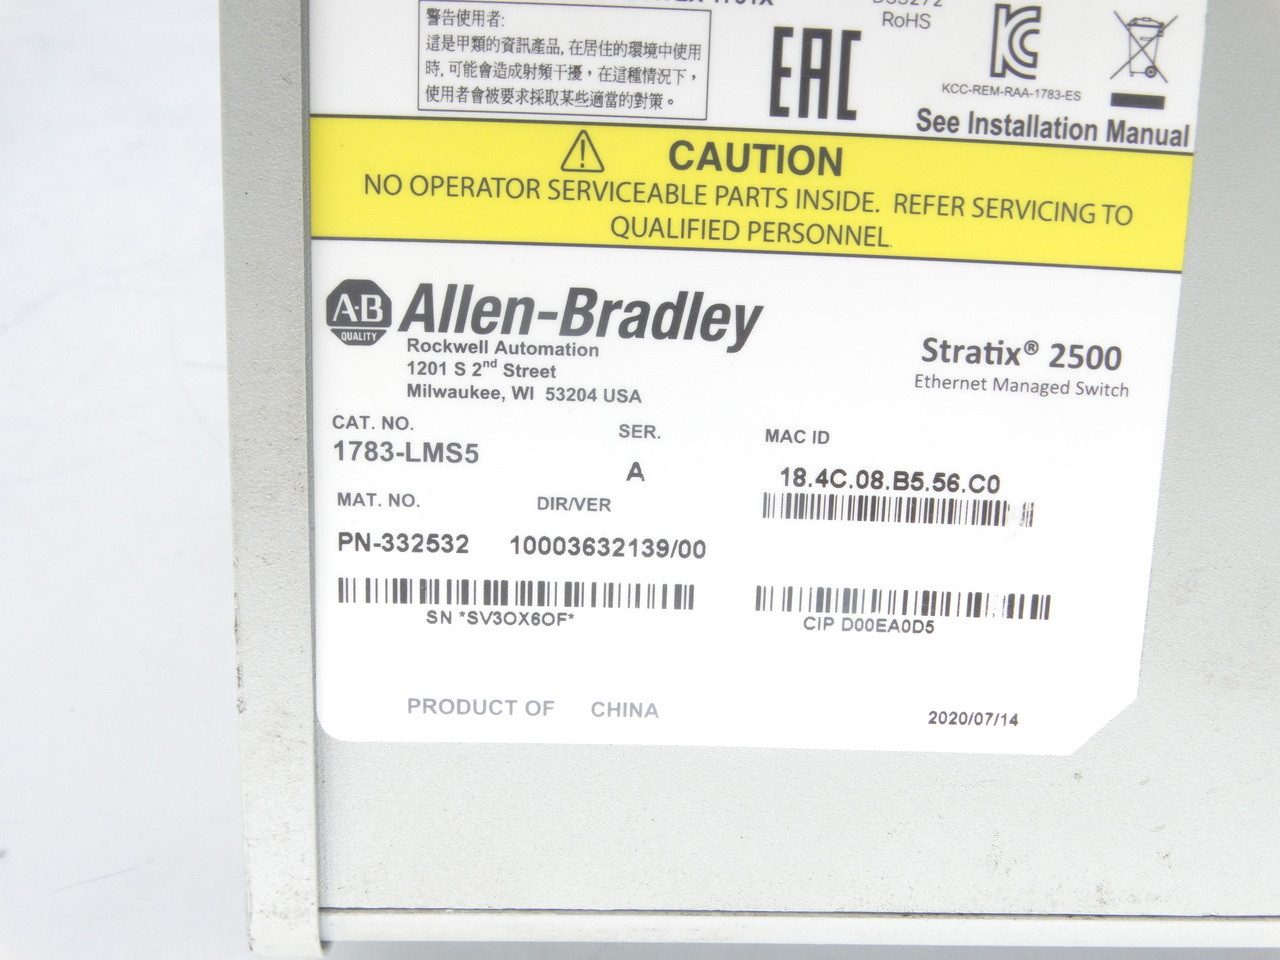 警告使用者:
這是甲類的資訊產品, 在居住的環境中使用
時, 可能會造成射頻干擾，在這種情況下，
使用者會被要求採取某些適當的對策。
EAC
RoHS
KC
KCC-REM-RAA-1783-ES
See Installation Manual
CAUTION
NO OPERATOR SERVICEABLE PARTS INSIDE. REFER SERVICING TO
QUALIFIED PERSONNEL.
A-B
QUALITY
Allen-Bradley
Rockwell Automation
1201 S 2nd Street
Milwaukee, WI 53204 USA
Stratix® 2500
Ethernet Managed Switch
CAT. NO.
1783-LMS5
SER.
A
MAC ID
18.4C.08.B5.56.C0
MAT. NO.
PN-332532
DIR/VER
10003632139/00
SN *SV3OX6OF*
CIP D00EA0D5
PRODUCT OF CHINA
2020/07/14